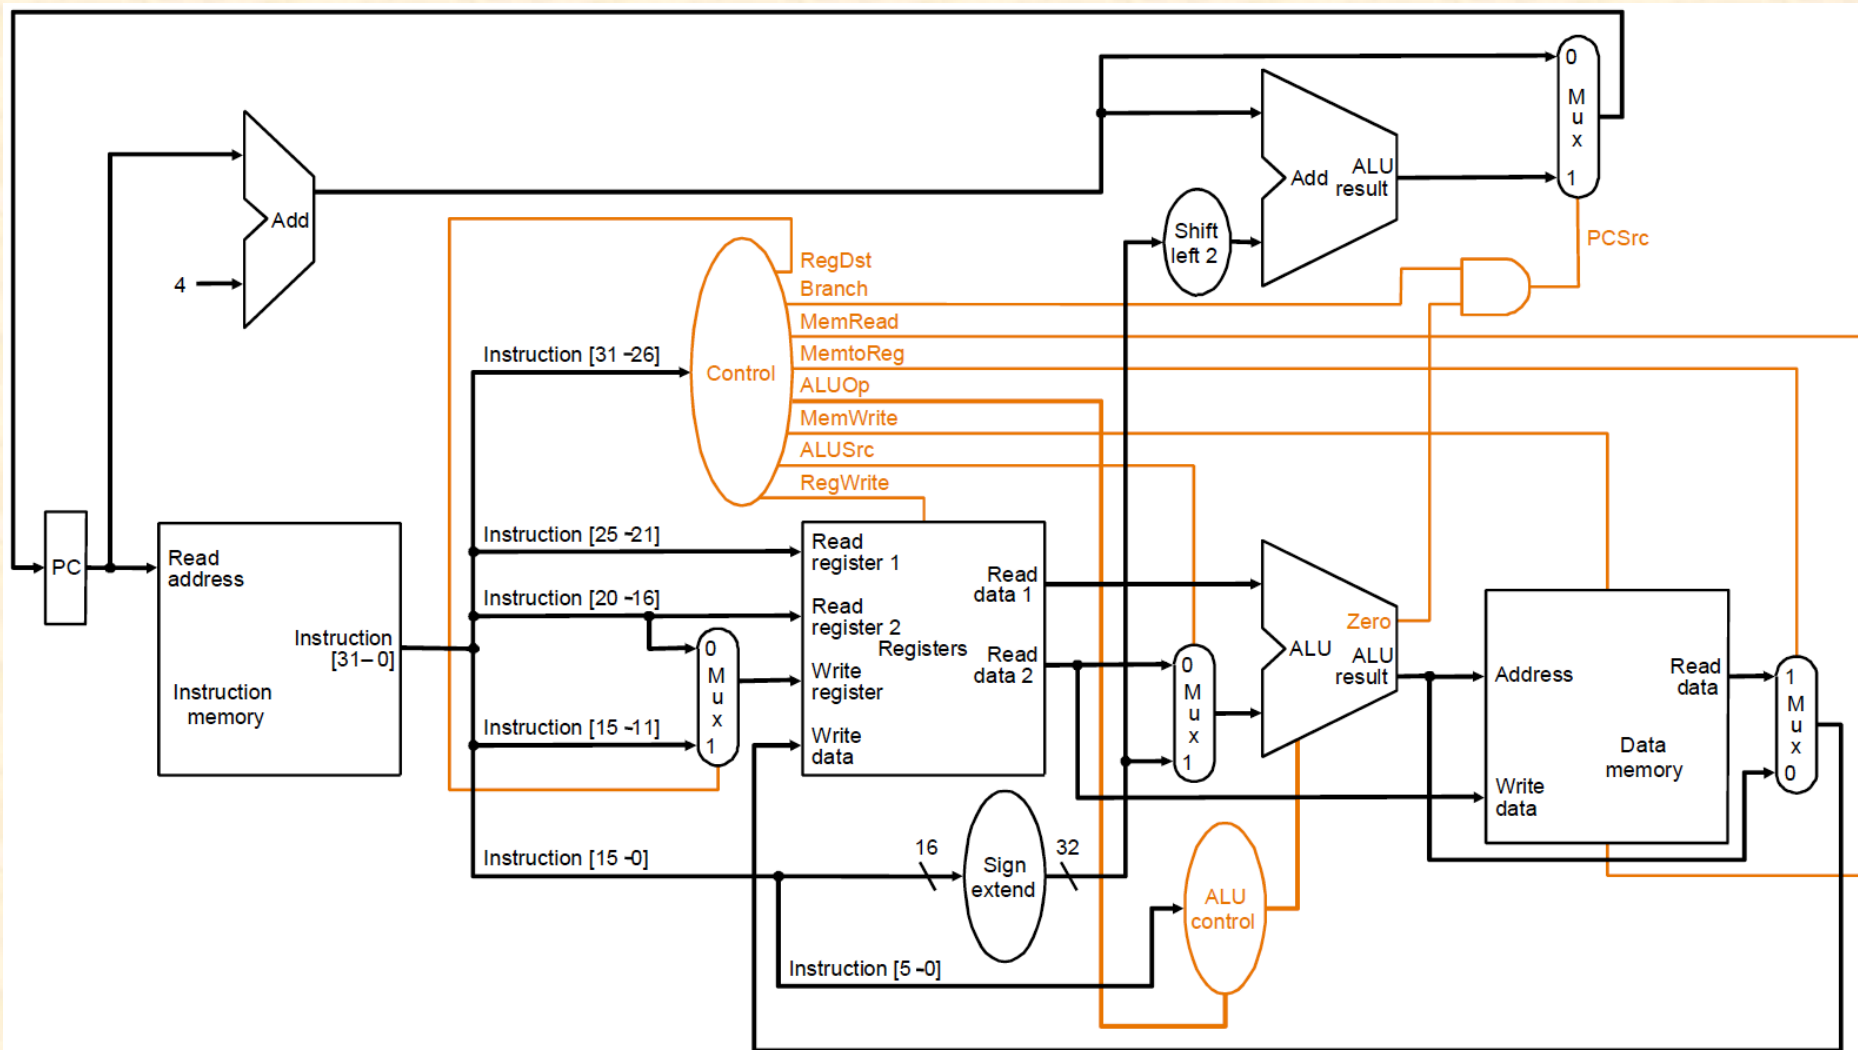 0
M
u
x
1
Add
ALU
result
Shift
left 2
Add
4
PCSrc
RegDst
Branch
MemRead
MemtoReg
ALUOp
MemWrite
ALUSrc
RegWrite
Control
Instruction [31–26]
Instruction [25–21]
Instruction [20–16]
Instruction [15–11]
Instruction [15–0]
Instruction [5–0]
PC
Read
address
Instruction
[31–0]
Instruction
memory
0
M
u
x
1
Read
register 1
Read
register 2
Write
register
Write
data
Registers
Read
data 1
Read
data 2
0
M
u
x
1
Zero
ALU
ALU
result
Address
Write
data
Read
data
Data
memory
1
M
u
x
0
16
Sign
extend
32
ALU
control